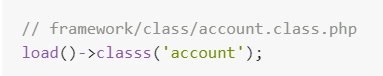 // framework/class/account.class.php
load()->classs('account');